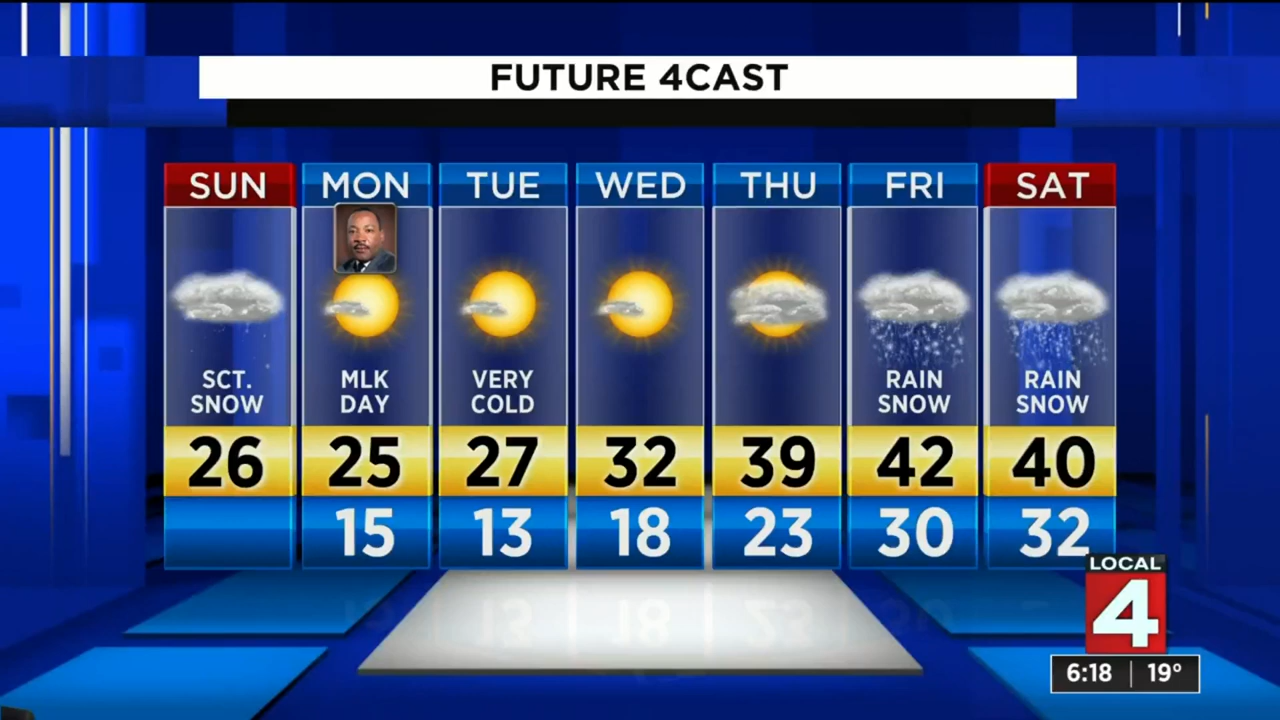 FUTURE 4CAST
SUN MON TUE WED THU FRI SAT
SCT. SNOW
MLK DAY
VERY COLD
RAIN SNOW
RAIN SNOW
26 25 27 32 39 42 40
15 13 18 23 30 32
LOCAL
4
6:18 19°